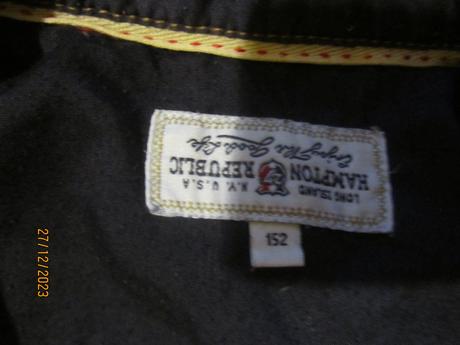 LONG ISLAND N.Y. U.S.A
HAMPTON REPUBLIC
Enjoy The Good Life
152
27/12/2023